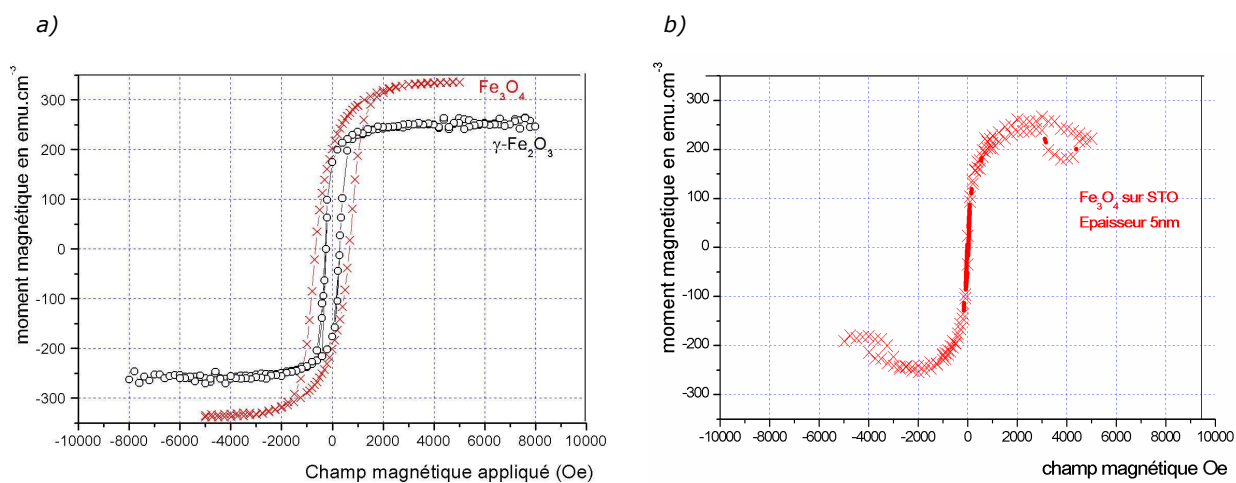 a)
moment magnétique en emu.cm⁻³
300
200
100
0
-100
-200
-300
-10000 -8000 -6000 -4000 -2000 0 2000 4000 6000 8000 10000
Champ magnétique appliqué (Oe)
Fe₃O₄
γ-Fe₂O₃
b)
moment magnetique en emu.cm⁻³
300
200
100
0
-100
-200
-300
-10000 -8000 -6000 -4000 -2000 0 2000 4000 6000 8000 10000
champ magnétique Oe
Fe₃O₄ sur STO
Epaisseur 5nm